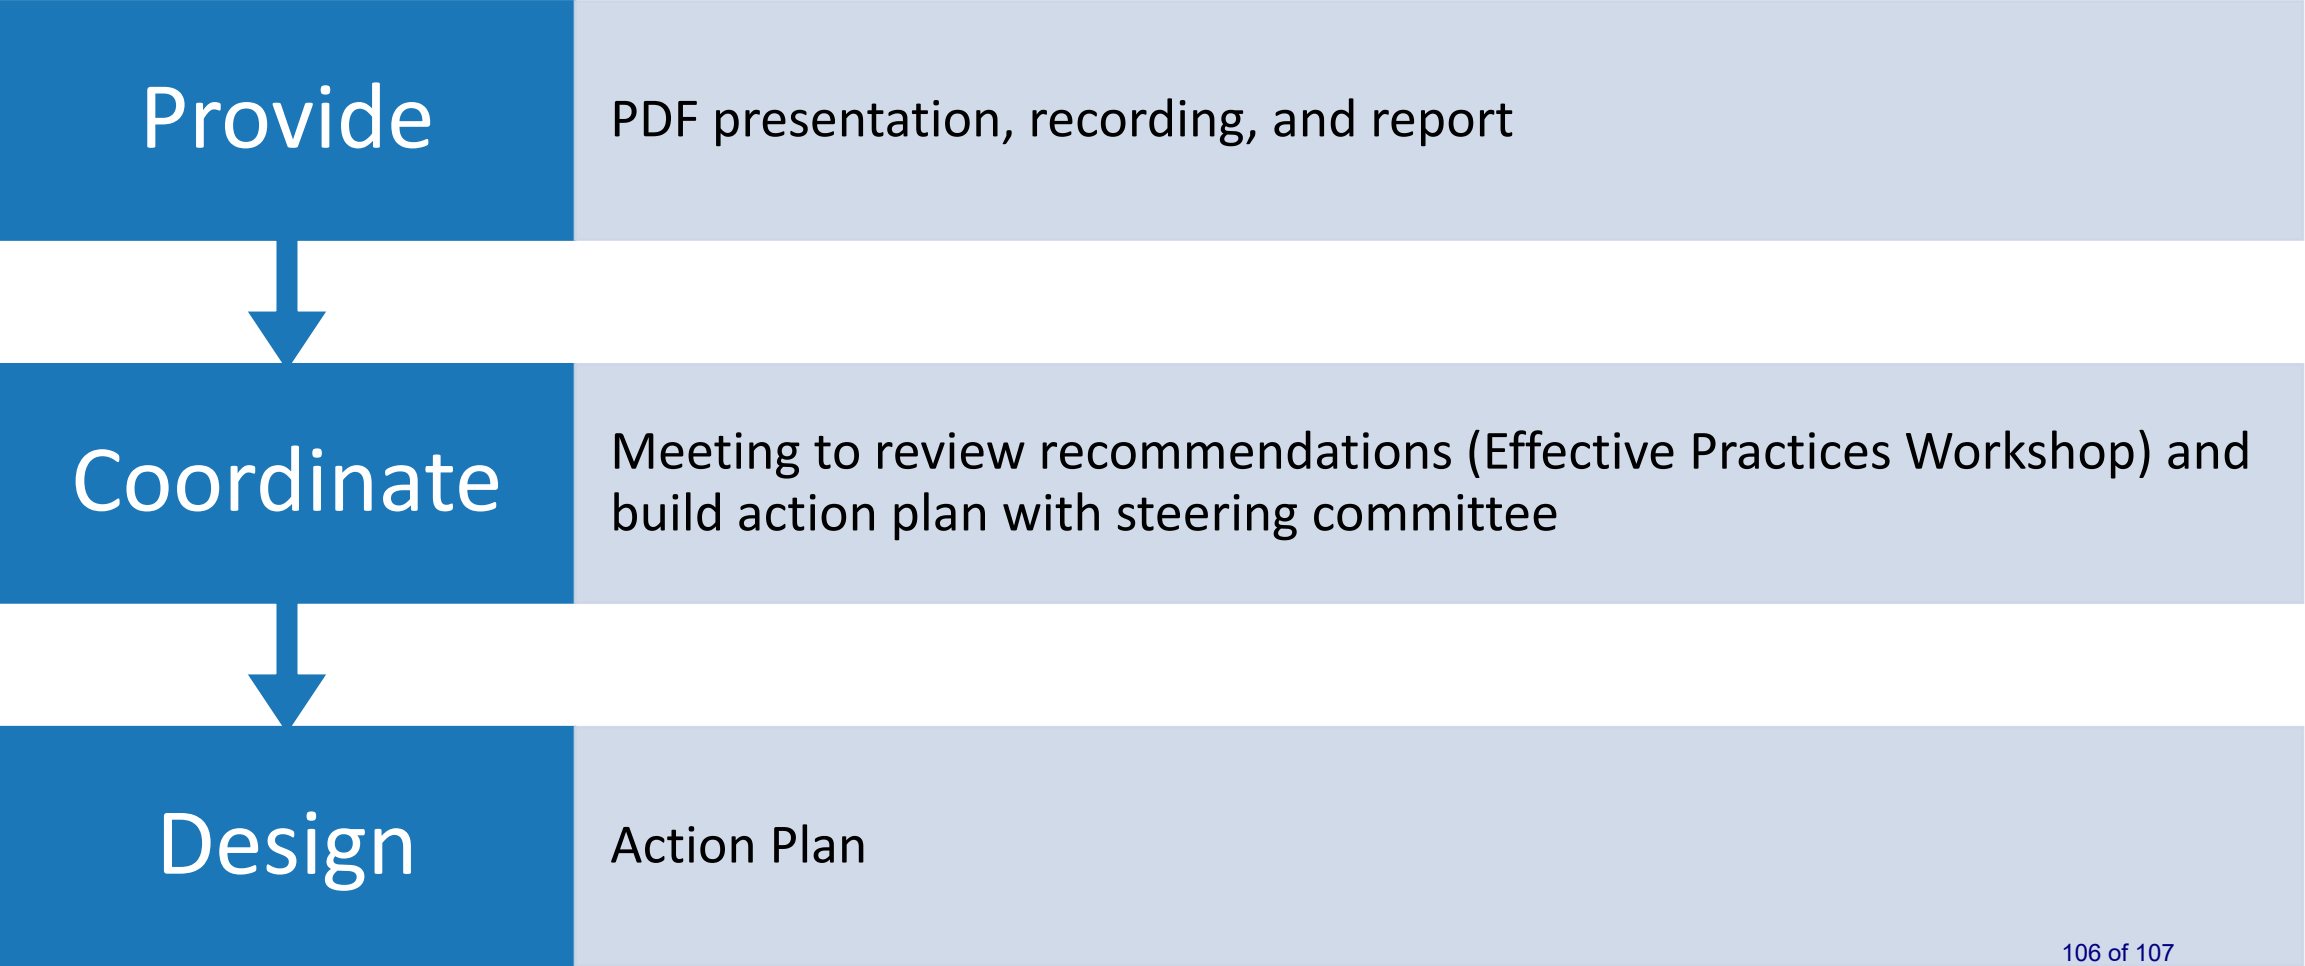 Provide
PDF presentation, recording, and report
Coordinate
Meeting to review recommendations (Effective Practices Workshop) and
build action plan with steering committee
Design
Action Plan
106 of 107